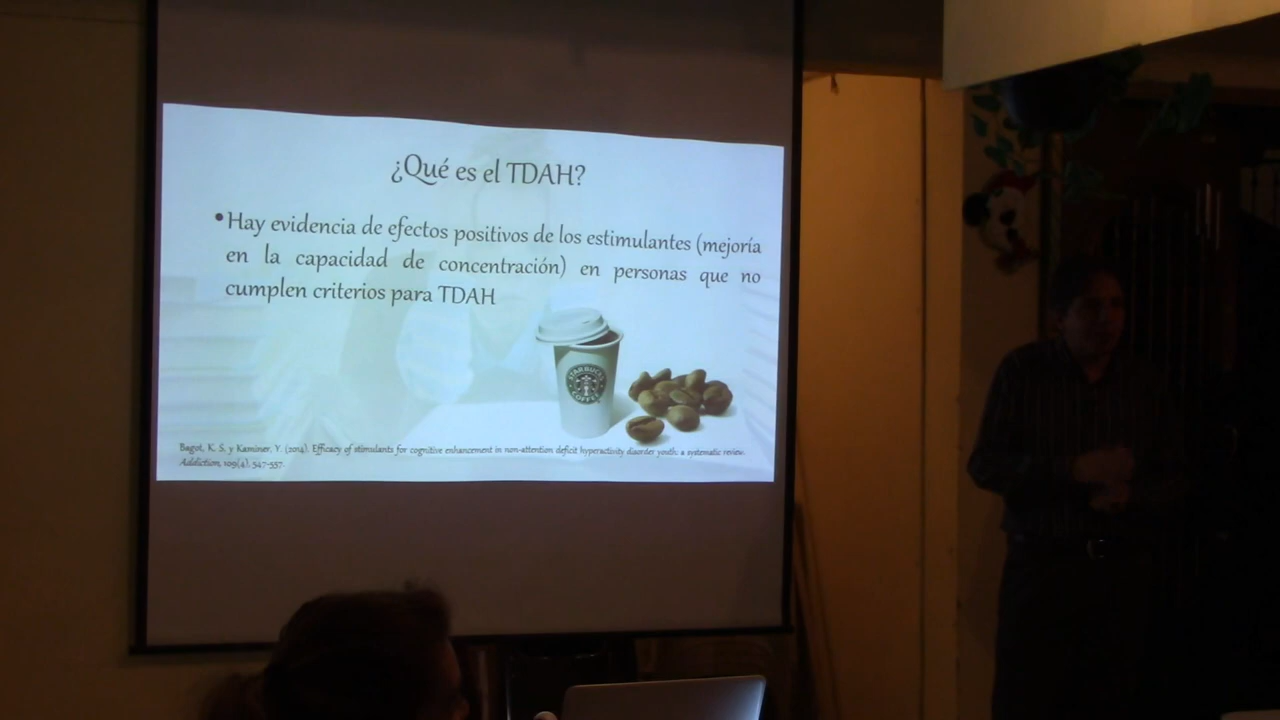 ¿Qué es el TDAH?
•Hay evidencia de efectos positivos de los estimulantes (mejoría
en la capacidad de concentración) en personas que no
cumplen criterios para TDAH
STARBUCKS
COFFEE
Bagot, K. S. y Kaminer, Y. (2014). Efficacy of stimulants for cognitive enhancement in non-attention deficit hyperactivity disorder youth: a systematic review.
Addiction, 109(4), 547-557.